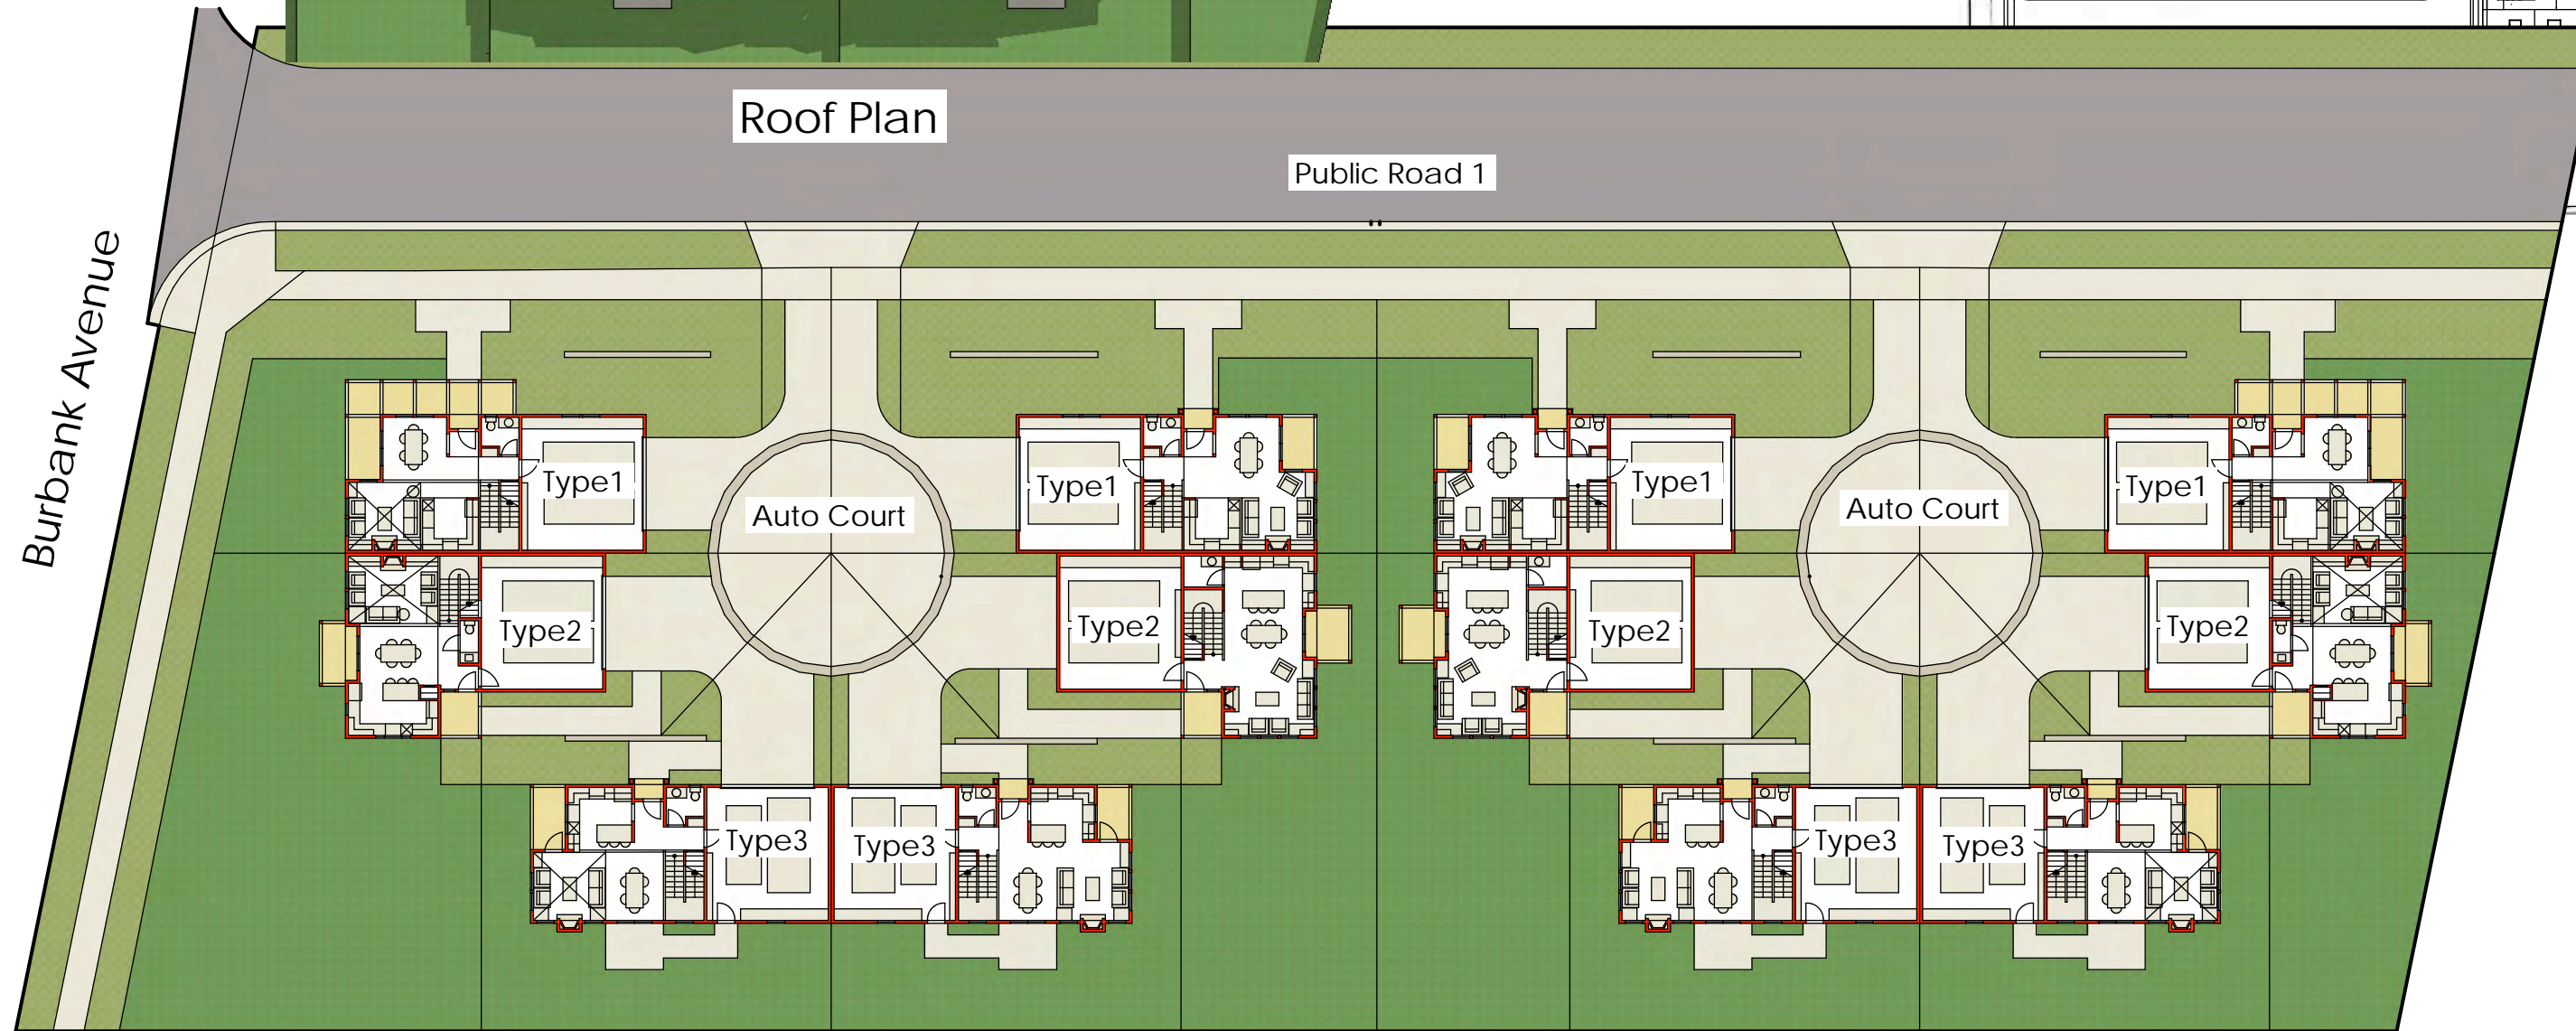 Roof Plan
Public Road 1
Burbank Avenue
Type1
Type1
Type1
Type1
Auto Court
Auto Court
Type2
Type2
Type2
Type2
Type3
Type3
Type3
Type3